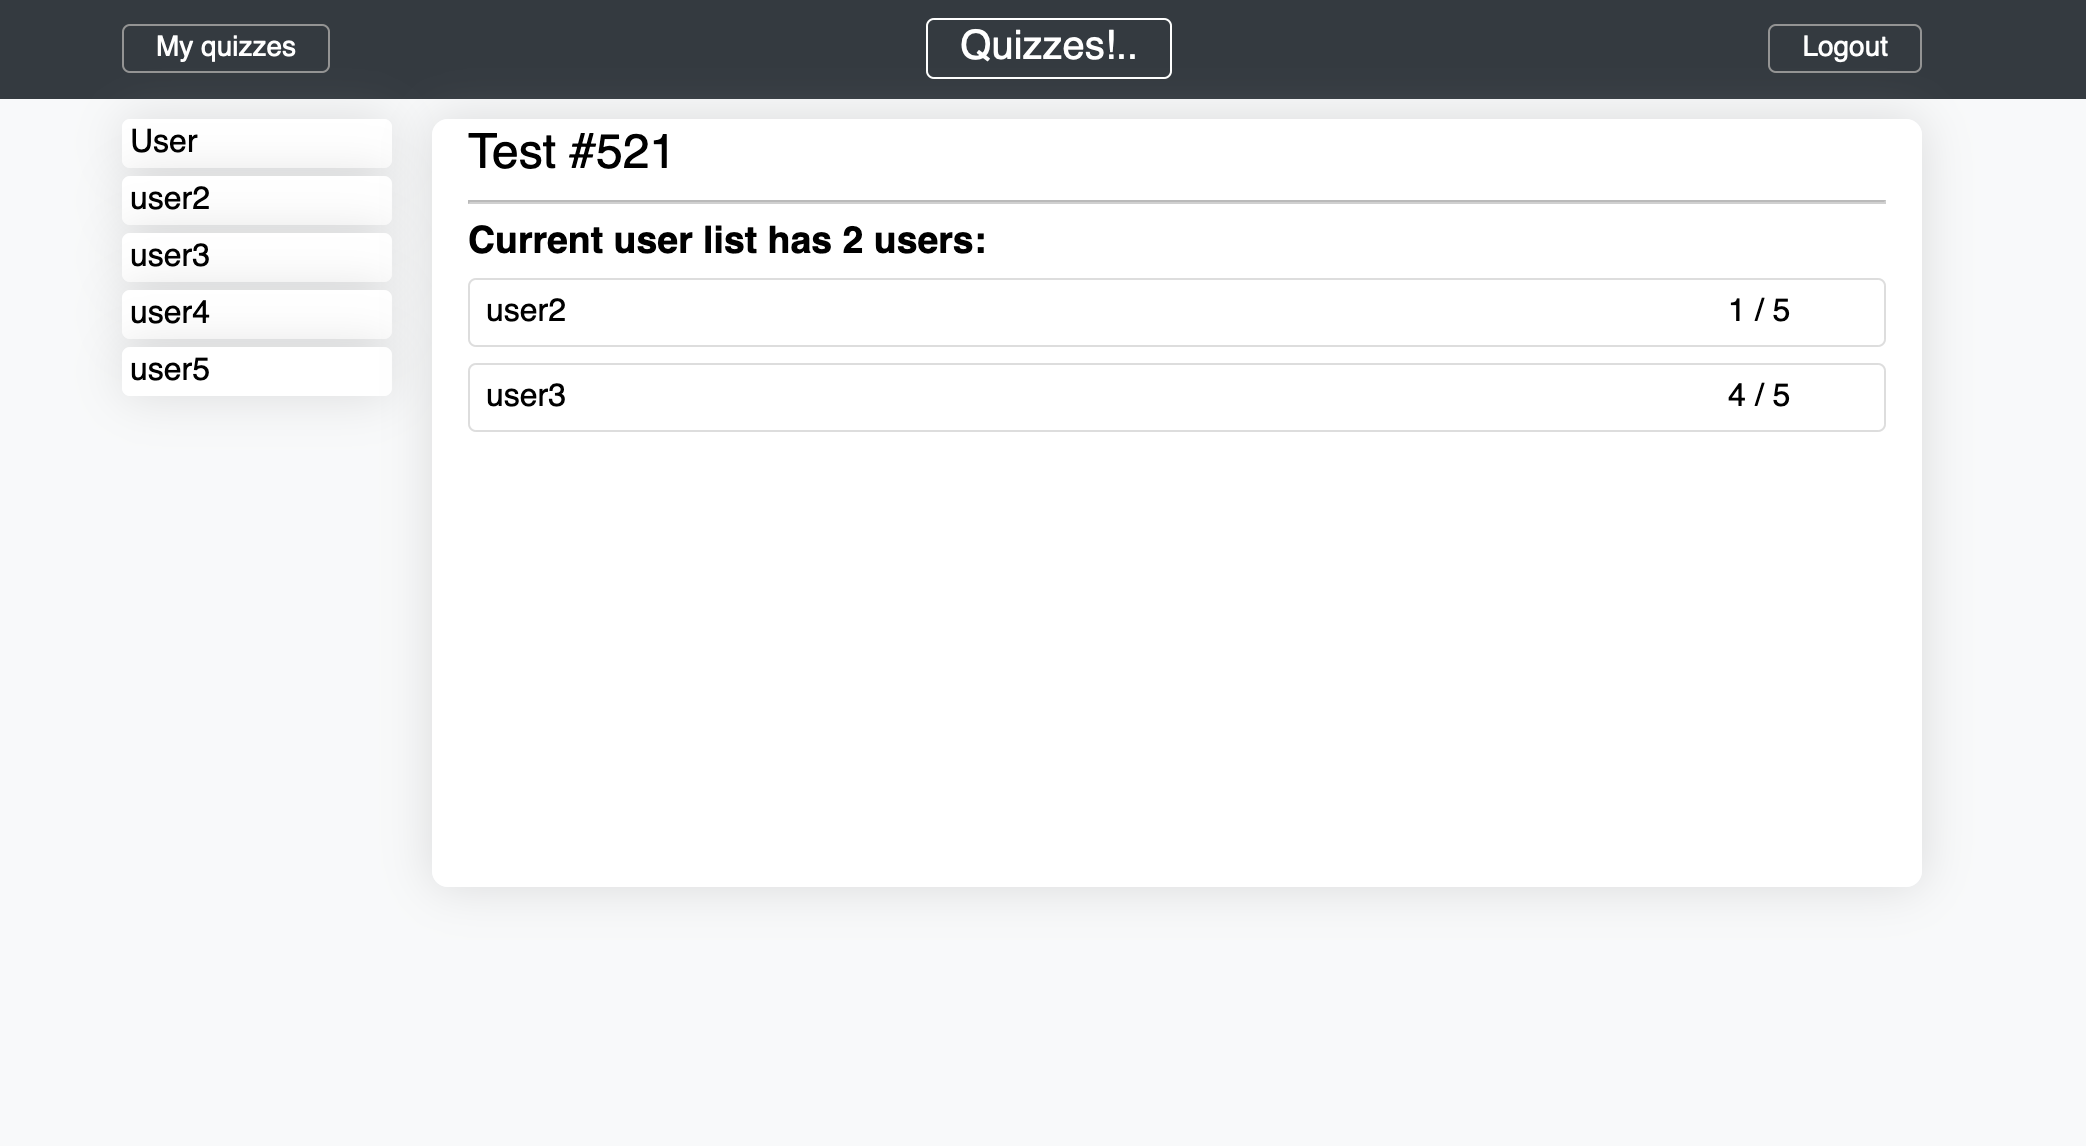 My quizzes
Quizzes!..
Logout
User
user2
user3
user4
user5
Test #521
Current user list has 2 users:
user2 1 / 5
user3 4 / 5